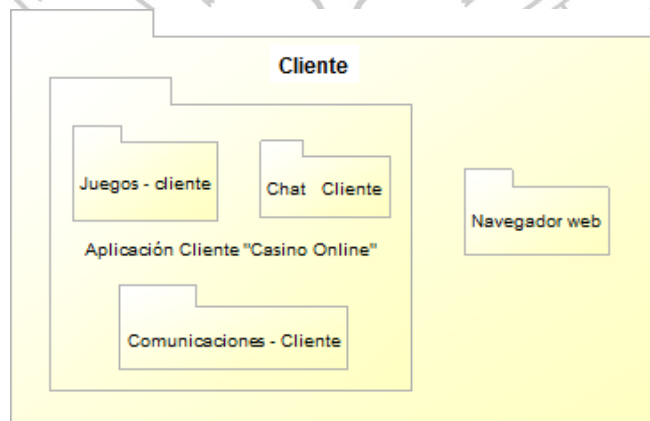 Cliente
Juegos - cliente
Chat Cliente
Navegador web
Aplicación Cliente "Casino Online"
Comunicaciones - Cliente